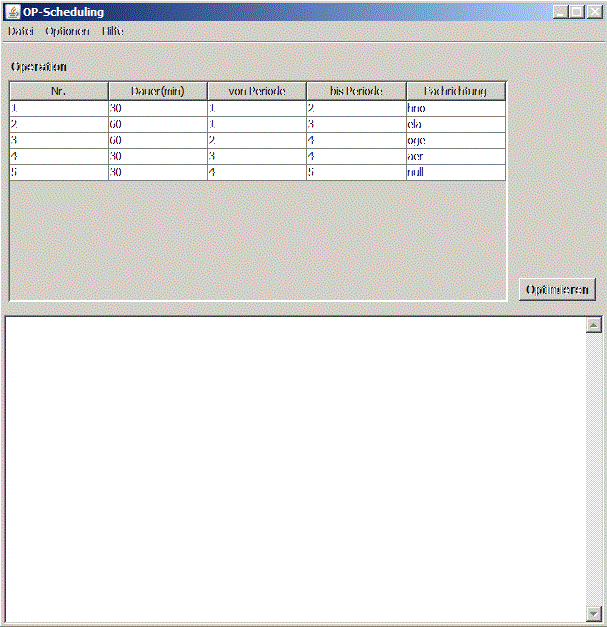 OP-Scheduling
Datei Optionen Hilfe
Operation
Nr. Dauer(min) von Periode bis Periode Fachrichtung
1 30 1 2 hno
2 60 1 3 ela
3 60 2 4 oge
4 30 3 4 aer
5 30 4 5 null
Optimieren